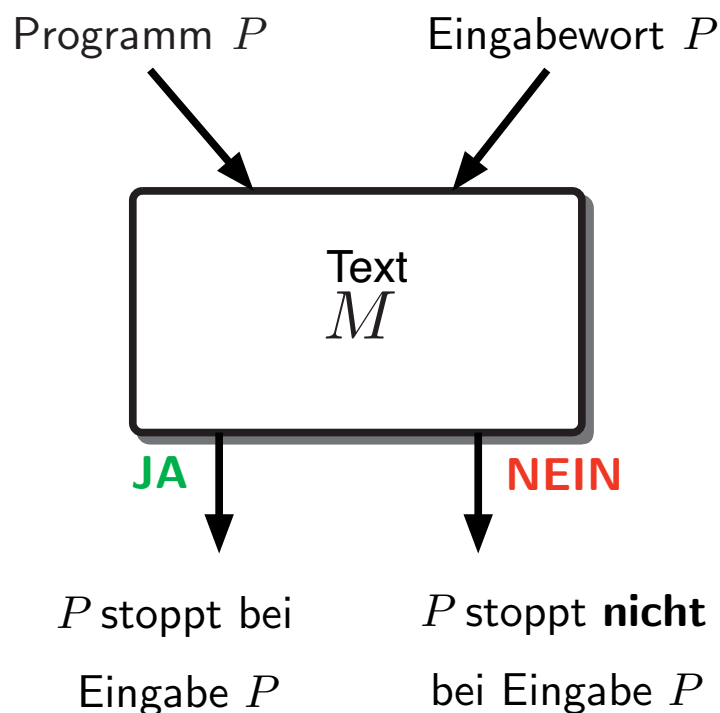 Programm P
Eingabewort P
Text
M
JA
NEIN
P stoppt bei
Eingabe P
P stoppt nicht
bei Eingabe P